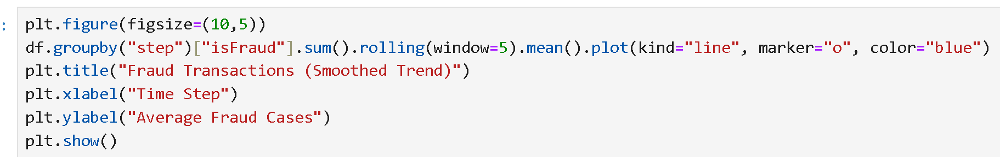 :
plt.figure(figsize=(10,5))
df.groupby("step")["isFraud"].sum().rolling(window=5).mean().plot(kind="line", marker="o", color="blue")
plt.title("Fraud Transactions (Smoothed Trend)")
plt.xlabel("Time Step")
plt.ylabel("Average Fraud Cases")
plt.show()